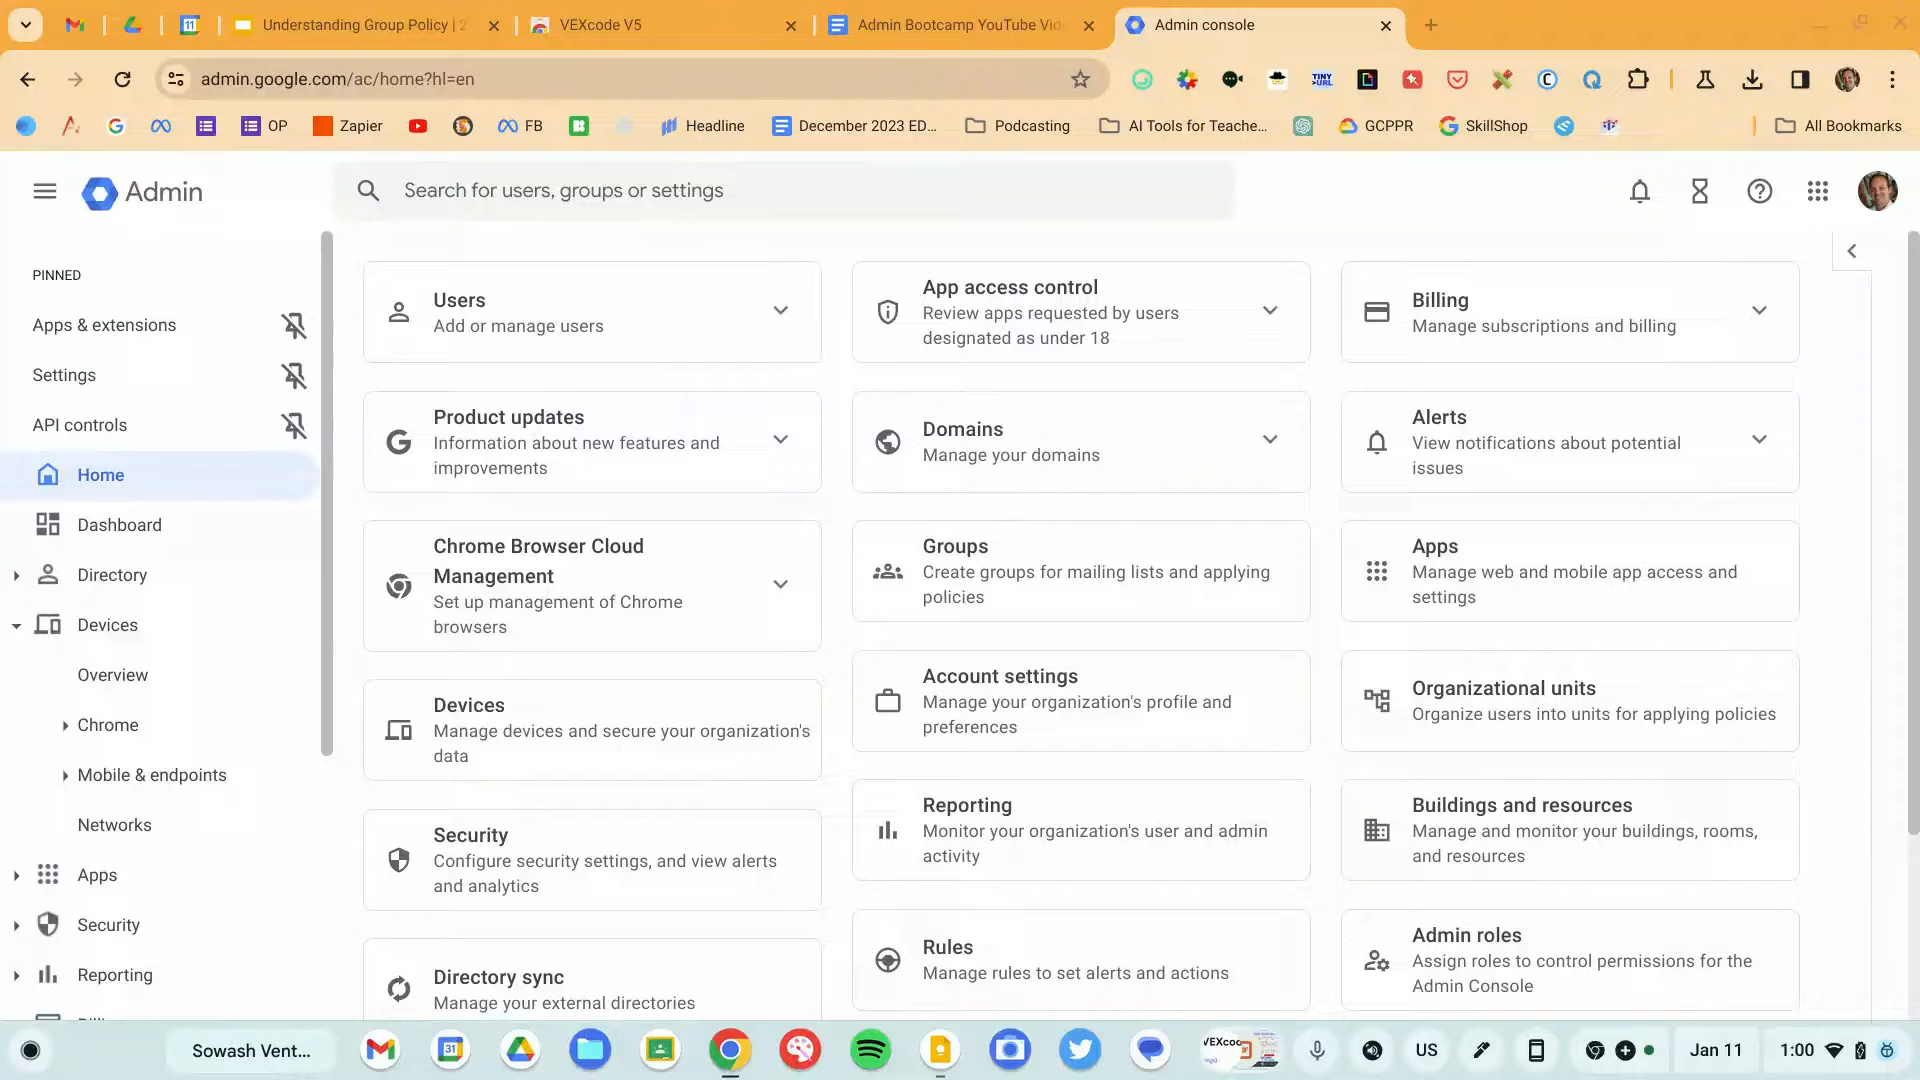 Understanding Group Policy | 2
VEXcode V5
Admin Bootcamp YouTube Vid
Admin console
admin.google.com/ac/home?hl=en
TINY
URL
OP
Zapier
FB
Headline
December 2023 ED...
Podcasting
AI Tools for Teache...
GCPPR
SkillShop
All Bookmarks
Admin
Search for users, groups or settings
PINNED
Apps & extensions
Settings
API controls
Home
Dashboard
Directory
Devices
Overview
Chrome
Mobile & endpoints
Networks
Apps
Security
Reporting
Users
Add or manage users
Product updates
Information about new features and
improvements
Chrome Browser Cloud
Management
Set up management of Chrome
browsers
Devices
Manage devices and secure your organization's
data
Security
Configure security settings, and view alerts
and analytics
Directory sync
Manage your external directories
App access control
Review apps requested by users
designated as under 18
Domains
Manage your domains
Groups
Create groups for mailing lists and applying
policies
Account settings
Manage your organization's profile and
preferences
Reporting
Monitor your organization's user and admin
activity
Rules
Manage rules to set alerts and actions
Billing
Manage subscriptions and billing
Alerts
View notifications about potential
issues
Apps
Manage web and mobile app access and
settings
Organizational units
Organize users into units for applying policies
Buildings and resources
Manage and monitor your buildings, rooms,
and resources
Admin roles
Assign roles to control permissions for the
Admin Console
Sowash Vent...
31
US
Jan 11
1:00